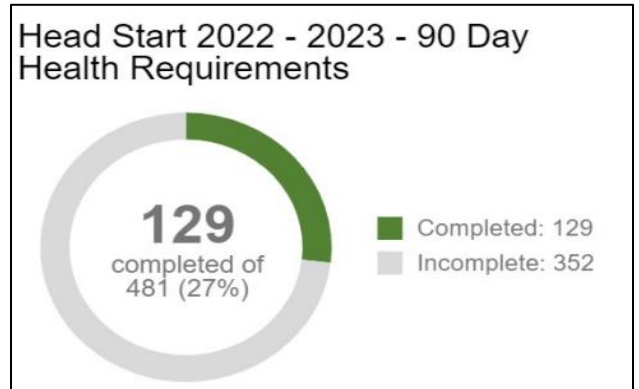 Head Start 2022 - 2023 - 90 Day
Health Requirements
129
completed of
481 (27%)
Completed: 129
Incomplete: 352